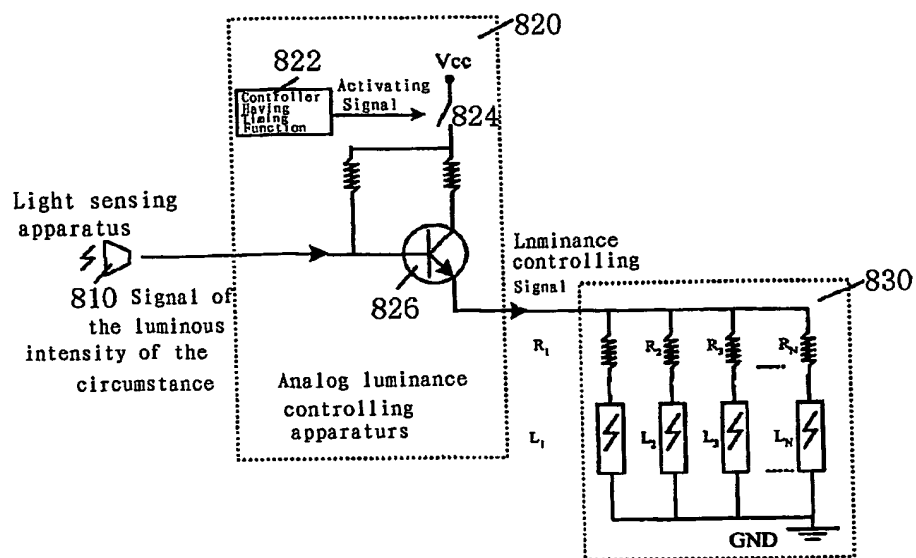 820
822
Vcc
Controller
Having
Timing
Function
Activating
Signal
824
Light sensing
apparatus
810 Signal of
the luminous
intensity of the
circumstance
826
Lnminance
controlling
Signal
830
Analog luminance
controlling
apparaturs
R1 R2 R3 RN
L1 L2 L3 LN
GND